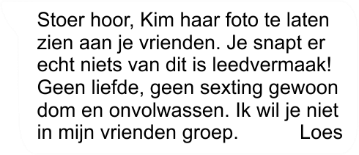 Stoer hoor, Kim haar foto te laten
zien aan je vrienden. Je snapt er
echt niets van dit is leedvermaak!
Geen liefde, geen sexting gewoon
dom en onvolwassen. Ik wil je niet
in mijn vrienden groep. Loes